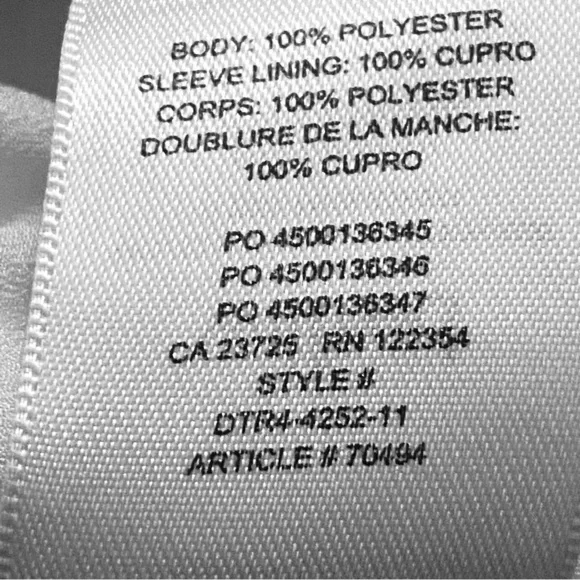 BODY: 100% POLYESTER
SLEEVE LINING: 100% CUPRO
CORPS: 100% POLYESTER
DOUBLURE DE LA MANCHE:
100% CUPRO
PO 4500136345
PO 4500136346
PO 4500136347
CA 23726 RN 122354
STYLE #
DTR4-4252-11
ARTICLE # 70494